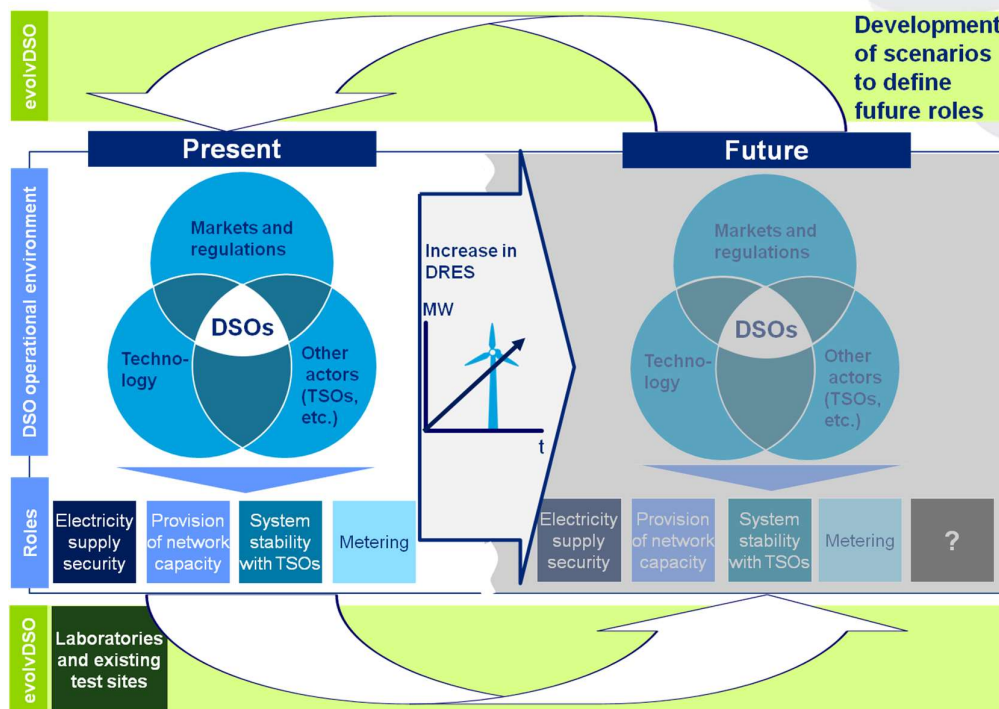 evolvDSO
Development
of scenarios
to define
fufure roles
Present
Future
DSO operational environment
Markets and
regulations
DSOs
Techno-
logy
Other
actors
(TSOs,
etc.)
Increase in
DRES
MW
t
Markets and
regulations
DSOs
Techno-
logy
Other
actors
(TSOs,
etc.)
Roles
Electricity
supply
security
Provision
of network
capacity
System
stability
with TSOs
Metering
Electricity
supply
security
Provision
of network
capacity
System
stability
with TSOs
Metering
?
evolvDSO
Laboratories
and existing
test sites